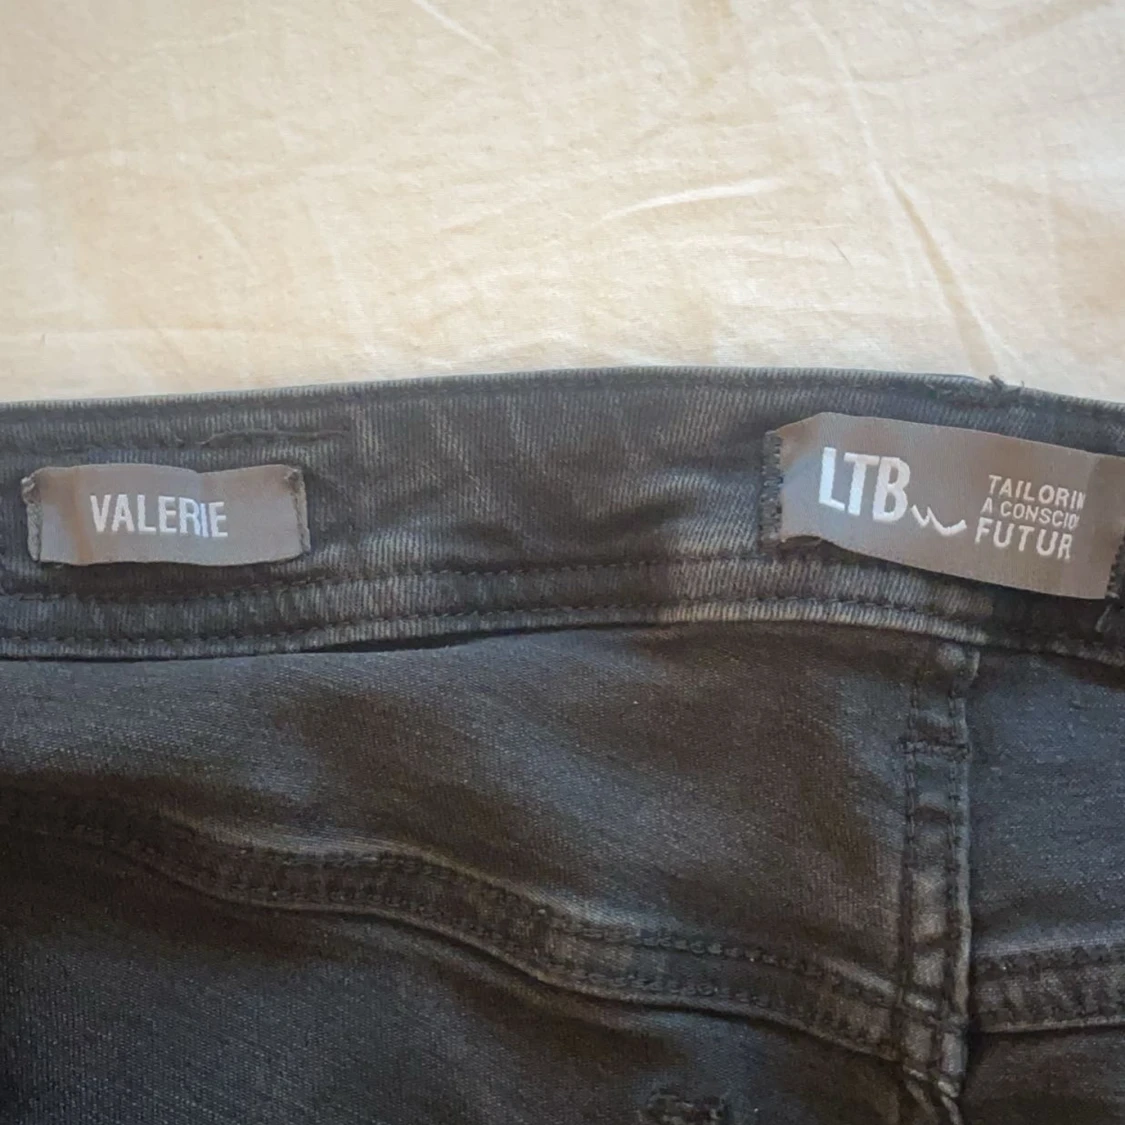 VALERIE
LTB
TAILORIN
A CONSCIO
FUTUR